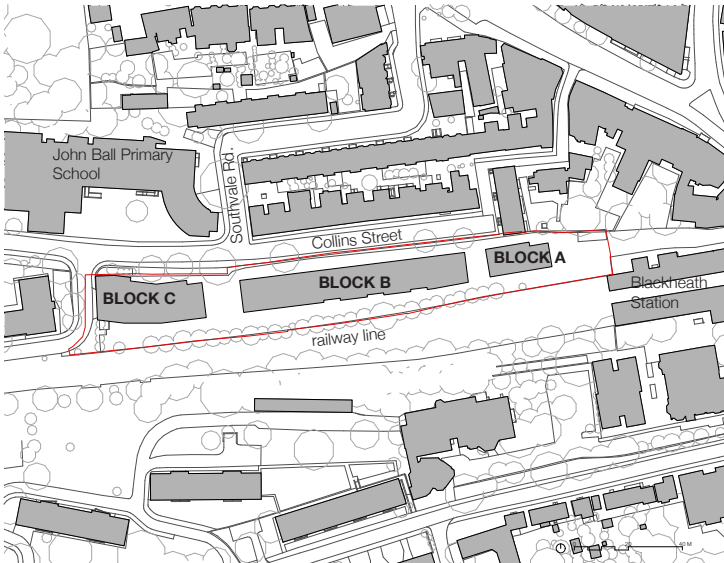 John Ball Primary
School
Southvale Rd.
Collins Street
BLOCK A
BLOCK B
BLOCK C
Blackheath
Station
railway line
40 M